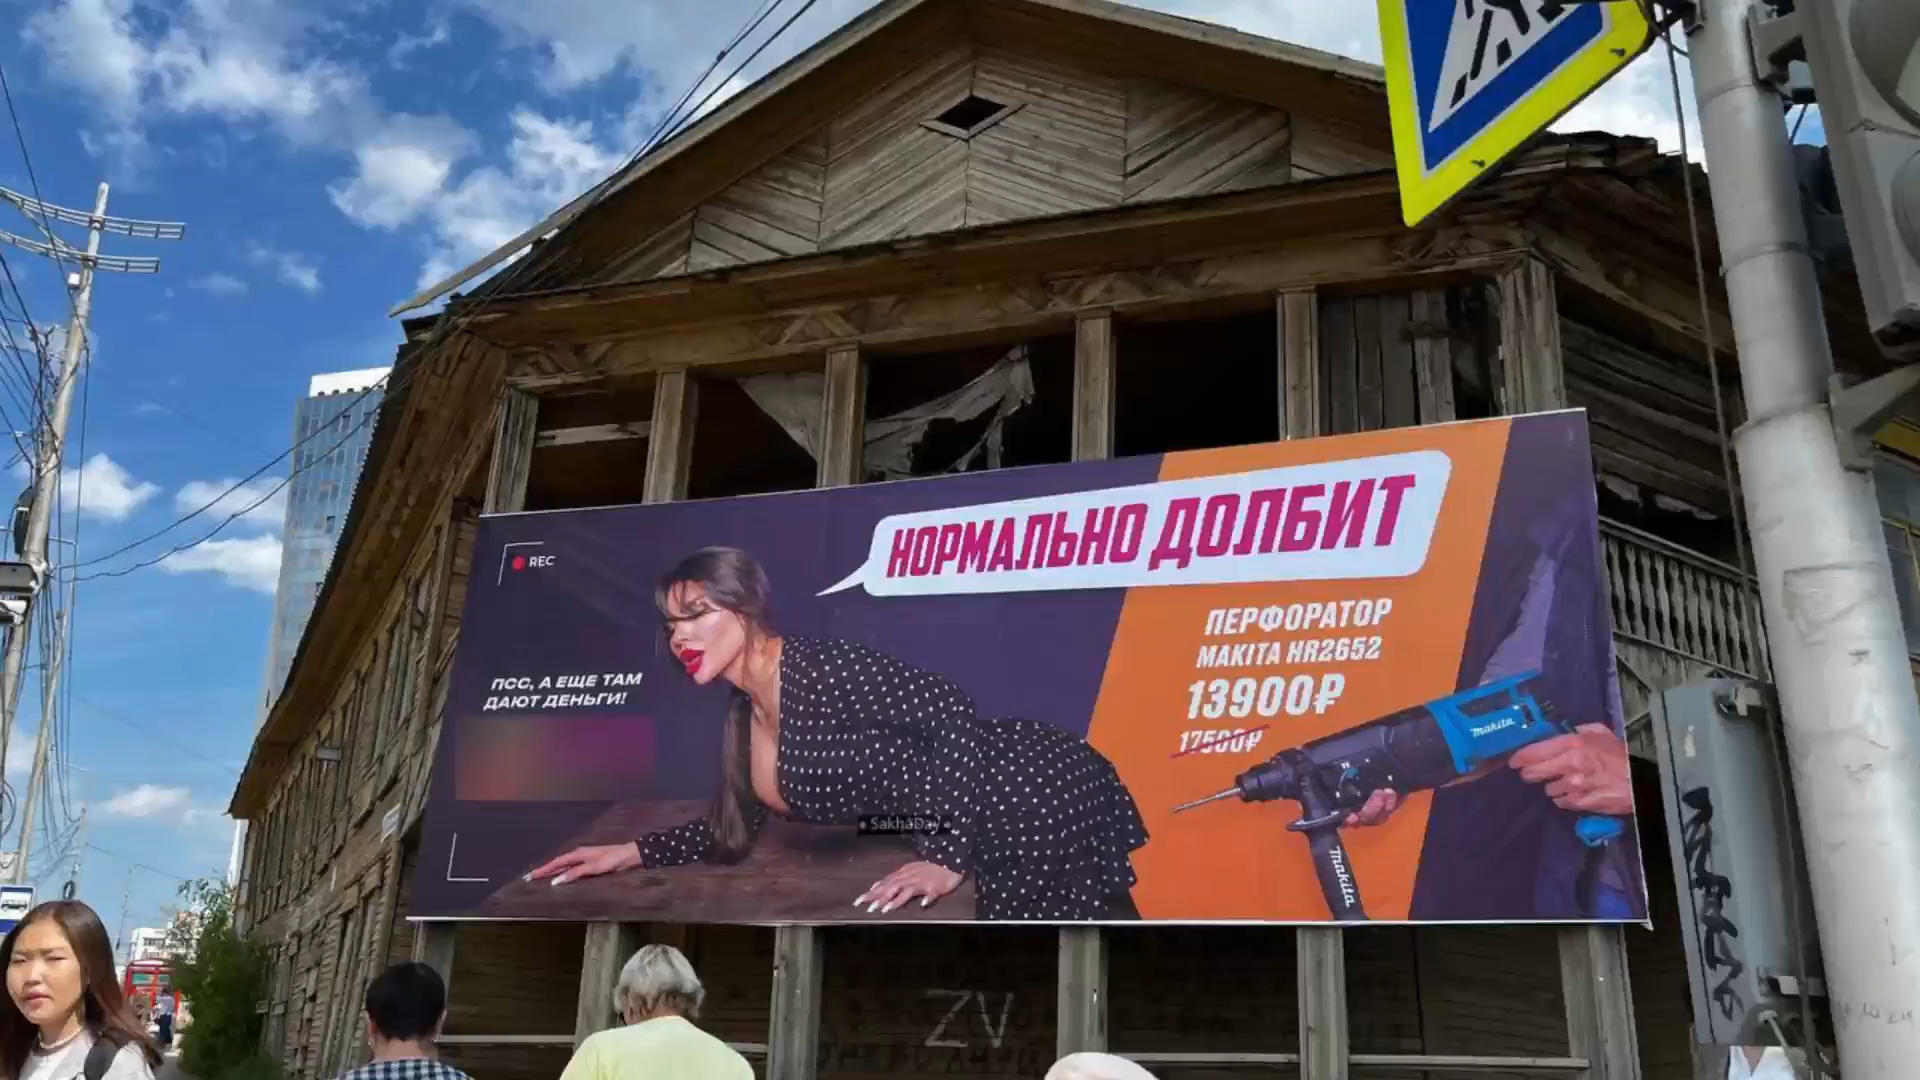 REC
НОРМАЛЬНО ДОЛБИТ
ПСС, А ЕЩЕ ТАМ
ДАЮТ ДЕНЬГИ!
ПЕРФОРАТОР
MAKITA HR2652
13900₽
17500₽
makita
makita
SakhaDay
ZV